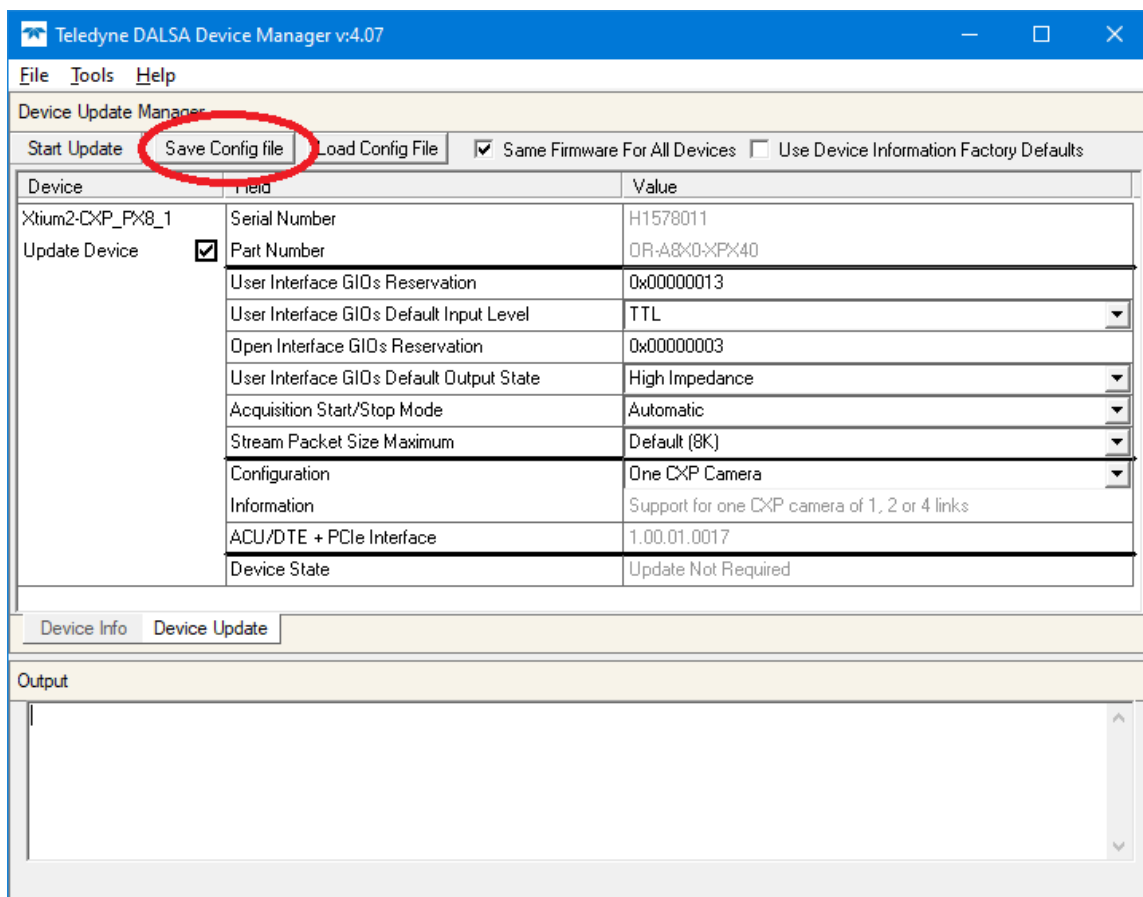 Teledyne DALSA Device Manager v:4.07
File Tools Help
Device Update Manager
Start Update Save Config file Load Config File Same Firmware For All Devices Use Device Information Factory Defaults
Device Field Value
Xtium2-CXP_PX8_1 Serial Number H1578011
Update Device Part Number OR-A8X0-XPX40
User Interface GIOs Reservation 0x00000013
User Interface GIOs Default Input Level TTL
Open Interface GIOs Reservation 0x00000003
User Interface GIOs Default Output State High Impedance
Acquisition Start/Stop Mode Automatic
Stream Packet Size Maximum Default (8K)
Configuration One CXP Camera
Information Support for one CXP camera of 1, 2 or 4 links
ACU/DTE + PCIe Interface 1.00.01.0017
Device State Update Not Required
Device Info Device Update
Output